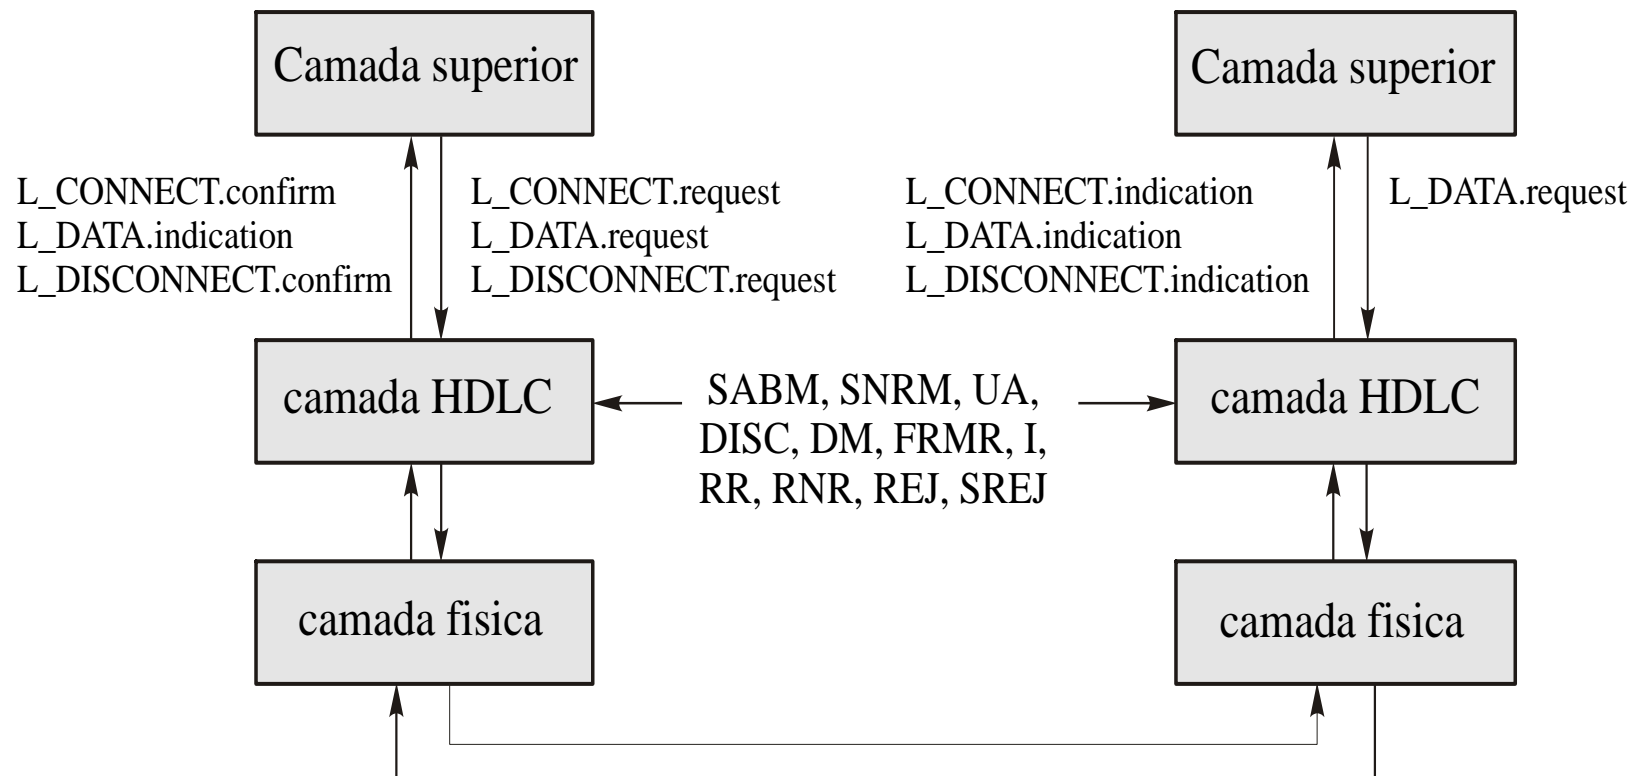 Camada superior
Camada superior
L_CONNECT.confirm
L_DATA.indication
L_DISCONNECT.confirm
L_CONNECT.request
L_DATA.request
L_DISCONNECT.request
L_CONNECT.indication
L_DATA.indication
L_DISCONNECT.indication
L_DATA.request
camada HDLC
SABM, SNRM, UA,
DISC, DM, FRMR, I,
RR, RNR, REJ, SREJ
camada HDLC
camada fisica
camada fisica